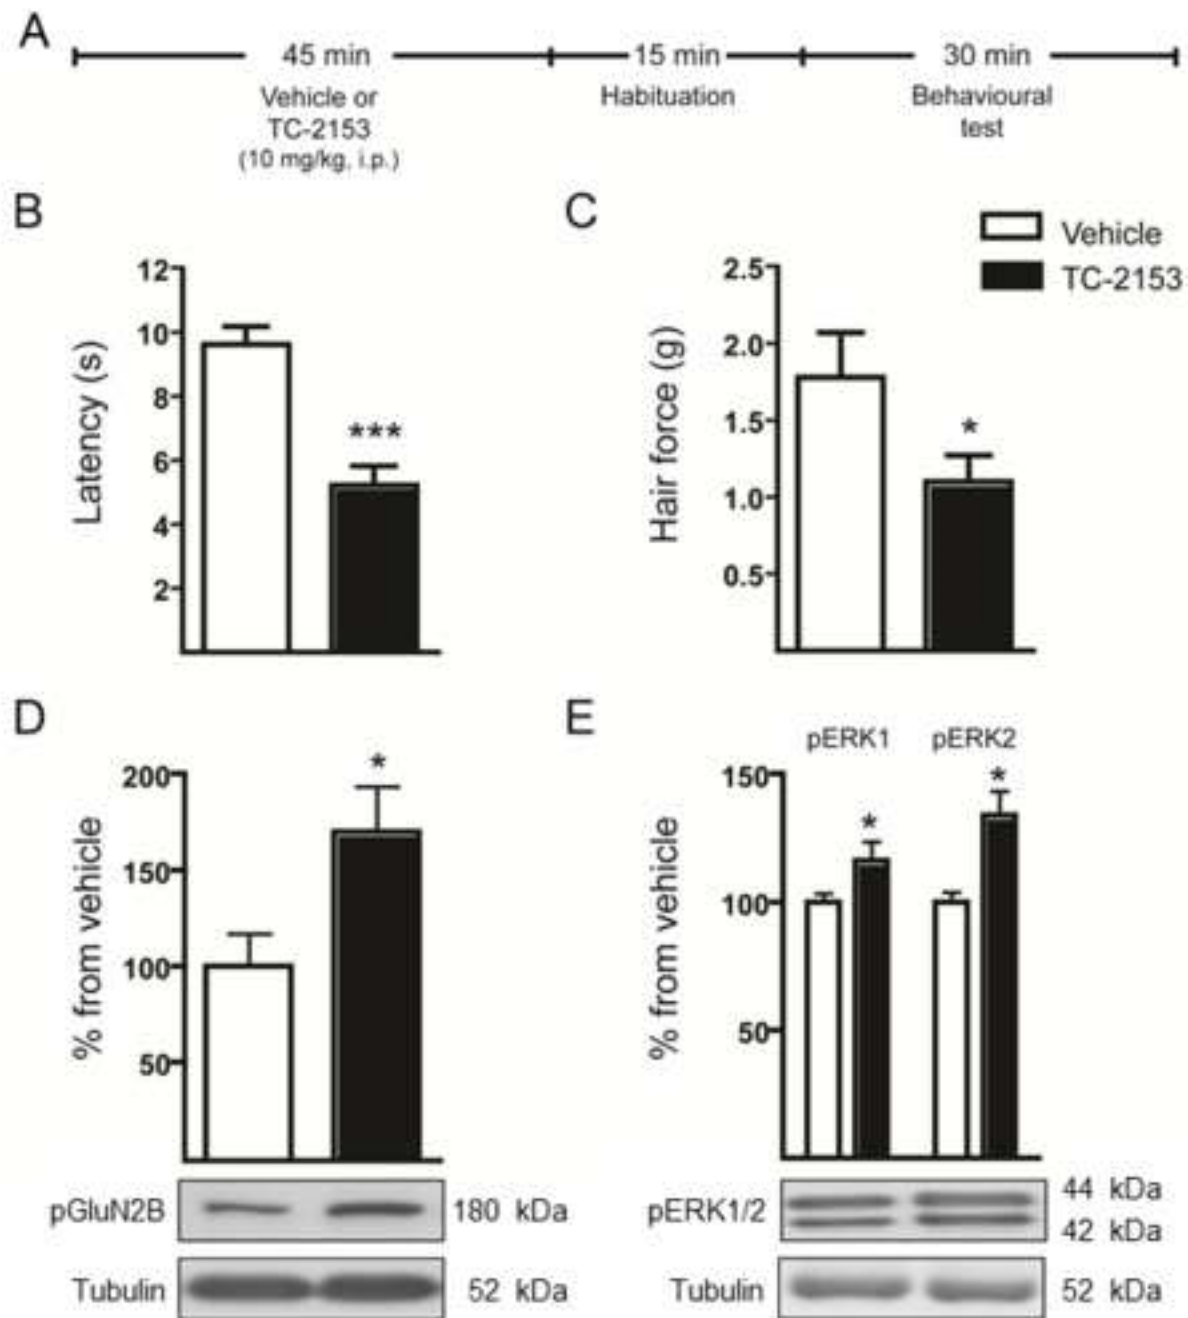 A
45 min
15 min
30 min
Vehicle or
TC-2153
(10 mg/kg, i.p.)
Habituation
Behavioural
test
B
Latency (s)
12
10
8
6
4
2
***
C
Vehicle
TC-2153
Hair force (g)
2.5
2.0
1.5
1.0
0.5
*
D
% from vehicle
200
150
100
50
*
pGluN2B
180 kDa
Tubulin
52 kDa
E
pERK1
pERK2
% from vehicle
150
100
50
*
*
pERK1/2
44 kDa
42 kDa
Tubulin
52 kDa